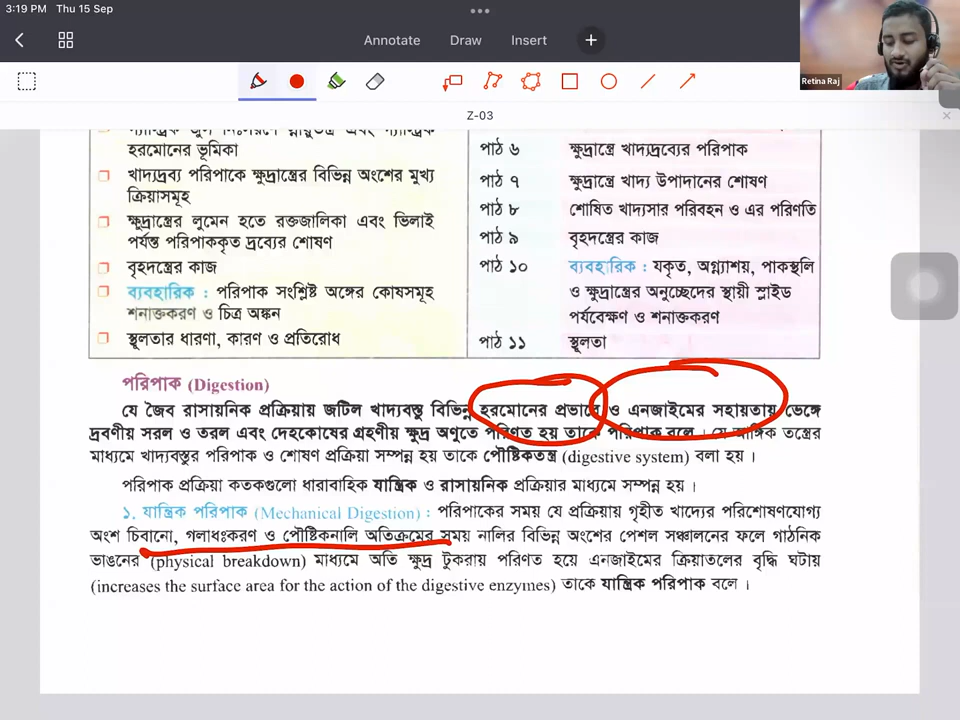 3:19 PM Thu 15 Sep
Annotate Draw Insert
Retina Raj
Z-03
হরমোনের ভূমিকা
খাদ্যদ্রব্য পরিপাকে ক্ষুদ্রান্ত্রের বিভিন্ন অংশের মুখ্য
ক্রিয়াসমূহ
ক্ষুদ্রান্ত্রের লুমেন হতে রক্তজালিকা এবং ভিলাই
পর্যন্ত পরিপাককৃত দ্রব্যের শোষণ
বৃহদন্ত্রের কাজ
ব্যবহারিক : পরিপাক সংশ্লিষ্ট অঙ্গের কোষসমূহ
শনাক্তকরণ ও চিত্র অঙ্কন
স্থূলতার ধারণা, কারণ ও প্রতিরোধ
পাঠ ৬ ক্ষুদ্রান্ত্রে খাদ্যদ্রব্যের পরিপাক
পাঠ ৭ ক্ষুদ্রান্ত্রে খাদ্য উপাদানের শোষণ
পাঠ ৮ শোষিত খাদ্যসার পরিবহন ও এর পরিণতি
পাঠ ৯ বৃহদন্ত্রের কাজ
পাঠ ১০ ব্যবহারিক : যকৃত, অগ্ন্যাশয়, পাকস্থলি
ও ক্ষুদ্রান্ত্রের অনুচ্ছেদের স্থায়ী স্লাইড
পর্যবেক্ষণ ও শনাক্তকরণ
পাঠ ১১ স্থূলতা
পরিপাক (Digestion)
যে জৈব রাসায়নিক প্রক্রিয়ায় জটিল খাদ্যবস্তু বিভিন্ন হরমোনের প্রভাবে ও এনজাইমের সহায়তায় ভেঙ্গে
দ্রবণীয় সরল ও তরল এবং দেহকোষের গ্রহণীয় ক্ষুদ্র অণুতে পরিণত হয় তাকে পরিপাক বলে। যে আঙ্গিক তন্ত্রের
মাধ্যমে খাদ্যবস্তুর পরিপাক ও শোষণ প্রক্রিয়া সম্পন্ন হয় তাকে পৌষ্টিকতন্ত্র (digestive system) বলা হয়।
পরিপাক প্রক্রিয়া কতকগুলো ধারাবাহিক যান্ত্রিক ও রাসায়নিক প্রক্রিয়ার মাধ্যমে সম্পন্ন হয়।
১. যান্ত্রিক পরিপাক (Mechanical Digestion) : পরিপাকের সময় যে প্রক্রিয়ায় গৃহীত খাদ্যের পরিশোষণযোগ্য
অংশ চিবানো, গলাধঃকরণ ও পৌষ্টিকনালি অতিক্রমের সময় নালির বিভিন্ন অংশের পেশল সঞ্চালনের ফলে গাঠনিক
ভাঙনের (physical breakdown) মাধ্যমে অতি ক্ষুদ্র টুকরায় পরিণত হয়ে এনজাইমের ক্রিয়াতলের বৃদ্ধি ঘটায়
(increases the surface area for the action of the digestive enzymes) তাকে যান্ত্রিক পরিপাক বলে।